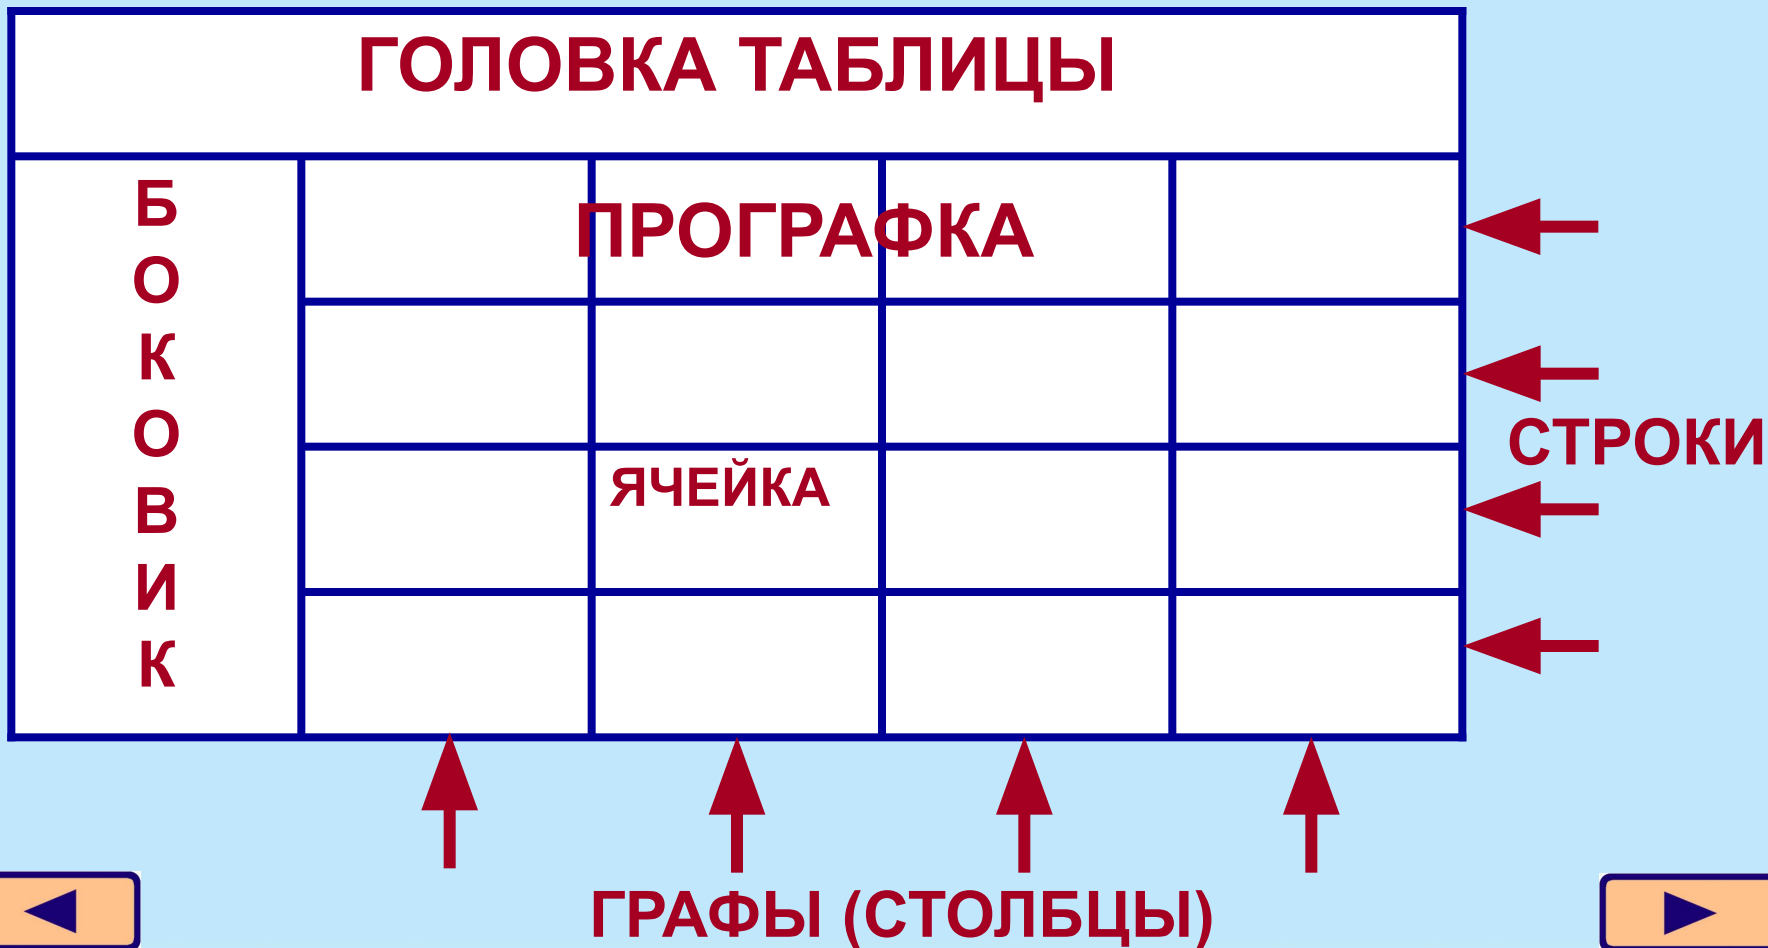 ГОЛОВКА ТАБЛИЦЫ
Б
О
К
О
В
И
К
ПРОГРАФКА
ЯЧЕЙКА
СТРОКИ
ГРАФЫ (СТОЛБЦЫ)